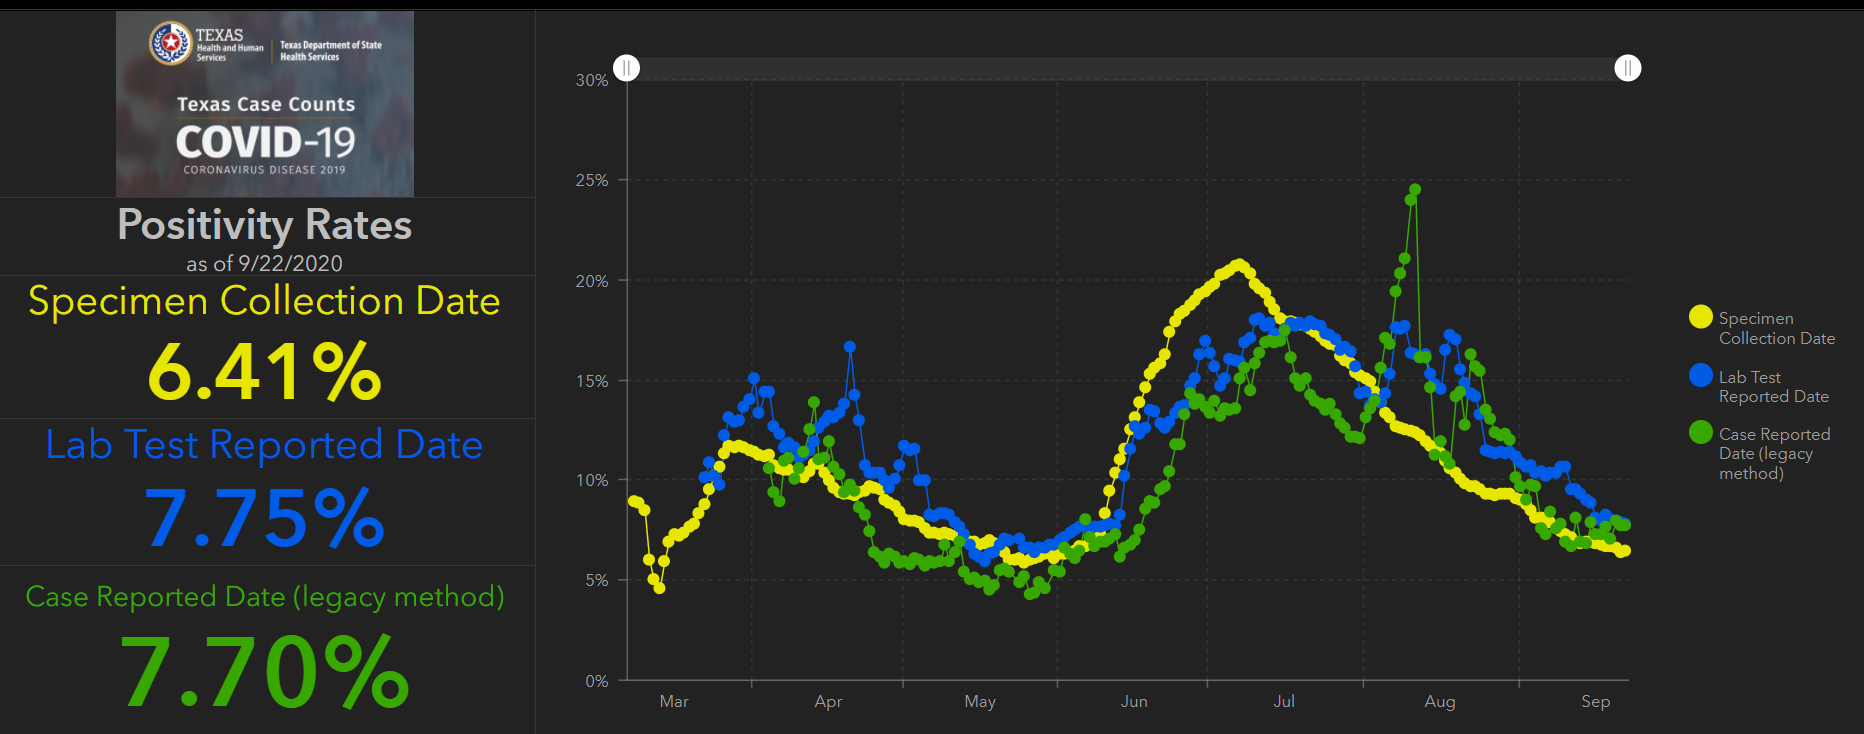 TEXAS
Health and Human
Services
Texas Department of State
Health Services
Texas Case Counts
COVID-19
CORONAVIRUS DISEASE 2019
Positivity Rates
as of 9/22/2020
Specimen Collection Date
6.41%
Lab Test Reported Date
7.75%
Case Reported Date (legacy method)
7.70%
30%
25%
20%
15%
10%
5%
0%
Mar Apr May Jun Jul Aug Sep
Specimen
Collection Date
Lab Test
Reported Date
Case Reported
Date (legacy
method)